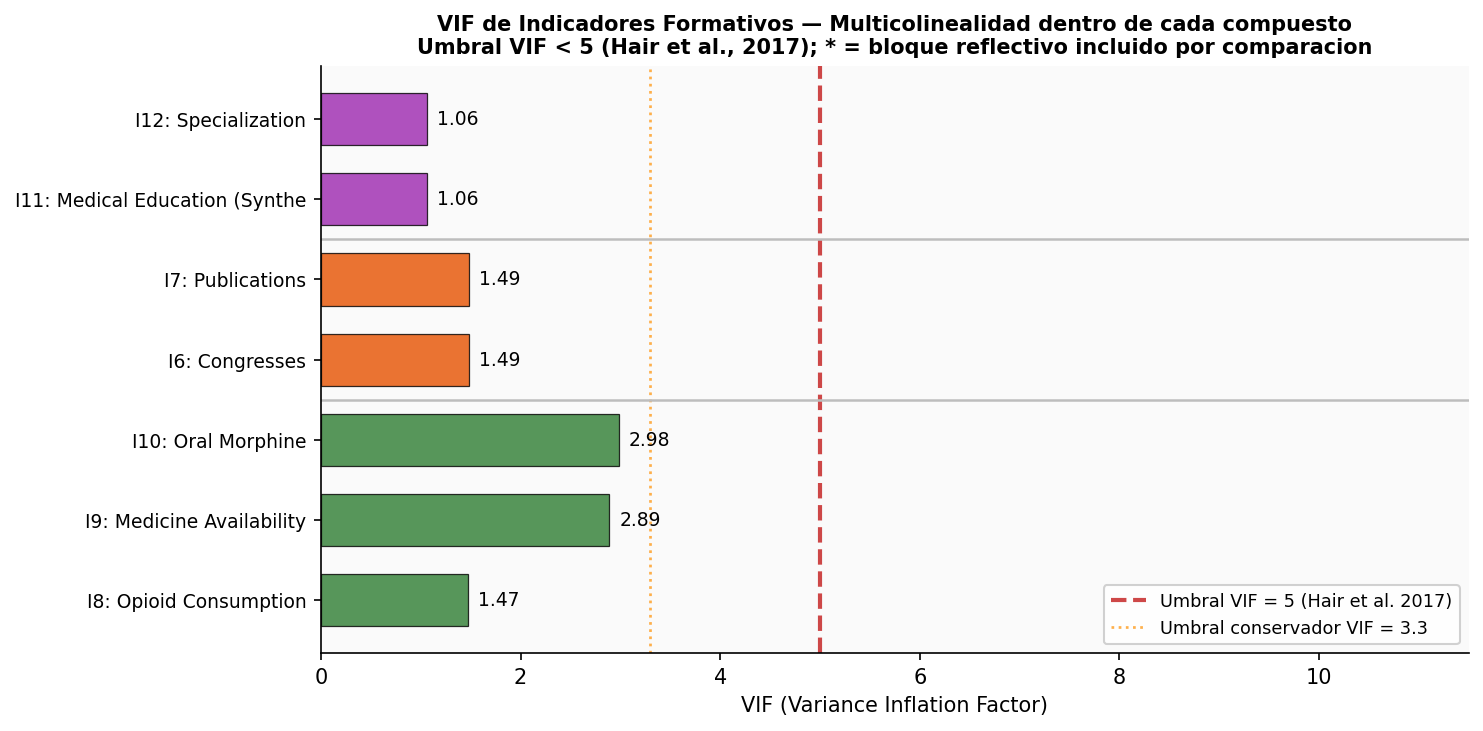 VIF de Indicadores Formativos — Multicolinealidad dentro de cada compuesto
Umbral VIF < 5 (Hair et al., 2017); * = bloque reflectivo incluido por comparacion
I12: Specialization
1.06
I11: Medical Education (Synthe
1.06
I7: Publications
1.49
I6: Congresses
1.49
I10: Oral Morphine
2.98
I9: Medicine Availability
2.89
I8: Opioid Consumption
1.47
Umbral VIF = 5 (Hair et al. 2017)
Umbral conservador VIF = 3.3
0 2 4 6 8 10
VIF (Variance Inflation Factor)